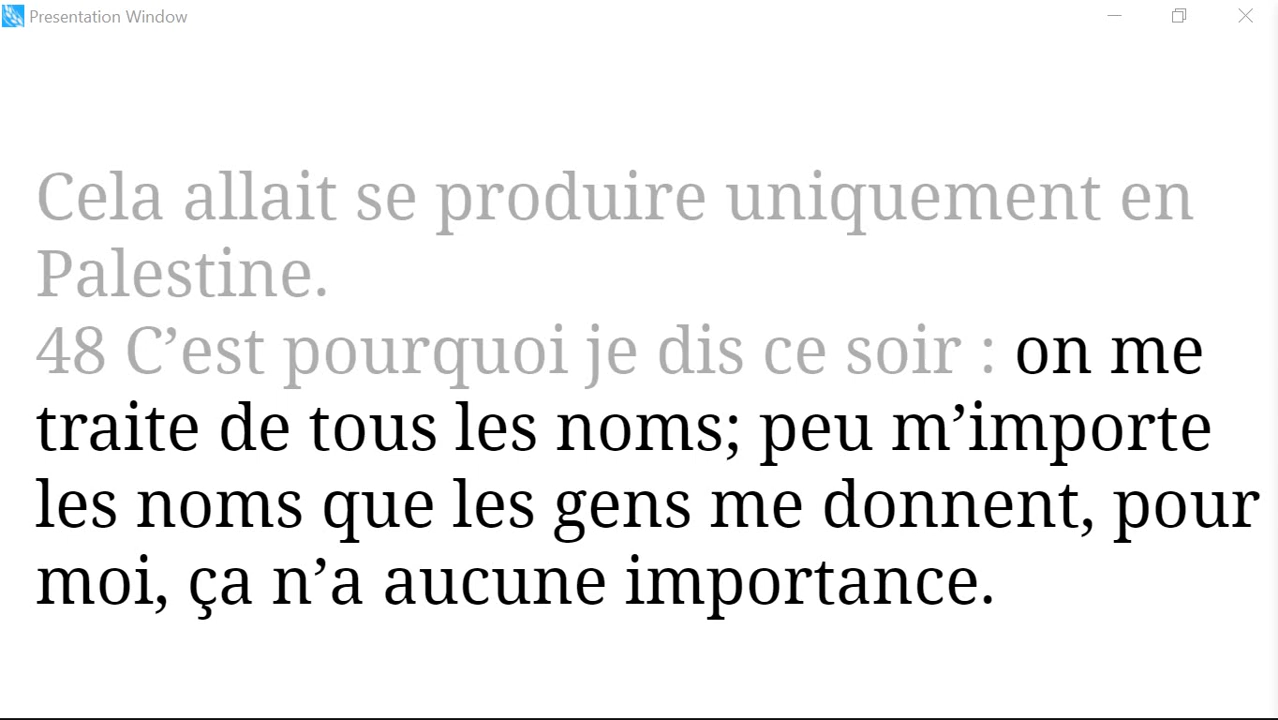 Presentation Window
Cela allait se produire uniquement en
Palestine.
48 C’est pourquoi je dis ce soir : on me
traite de tous les noms; peu m’importe
les noms que les gens me donnent, pour
moi, ça n’a aucune importance.